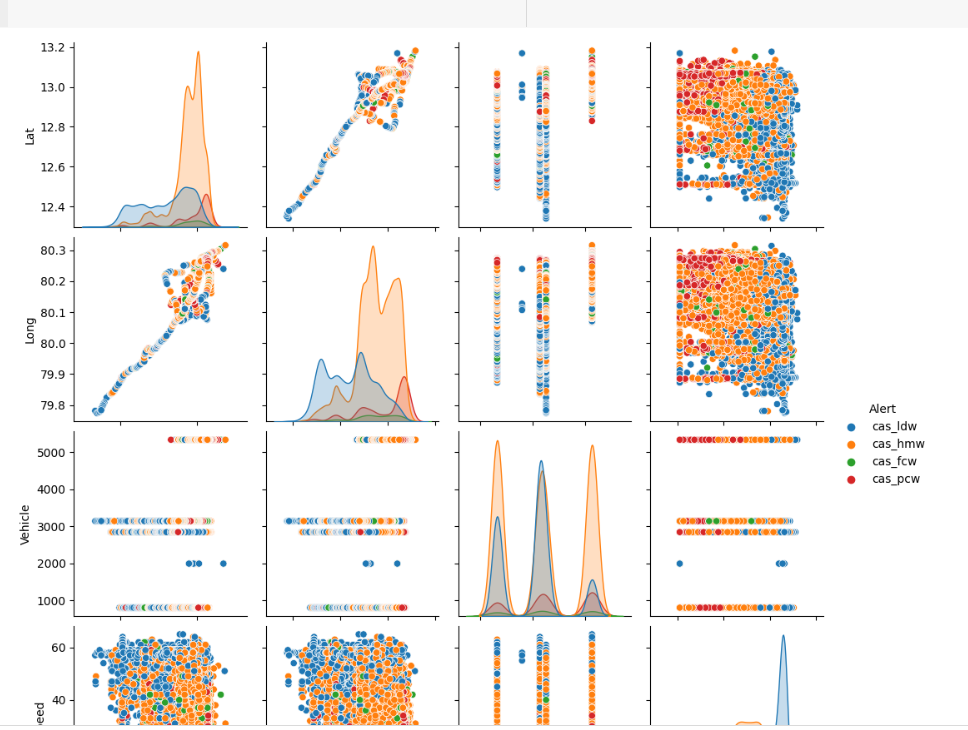 13.2
13.0
12.8
12.6
12.4
Lat
80.3
80.2
80.1
80.0
79.9
79.8
Long
Alert
cas_ldw
cas_hmw
cas_fcw
cas_pcw
5000
4000
3000
2000
1000
Vehicle
60
40
eed